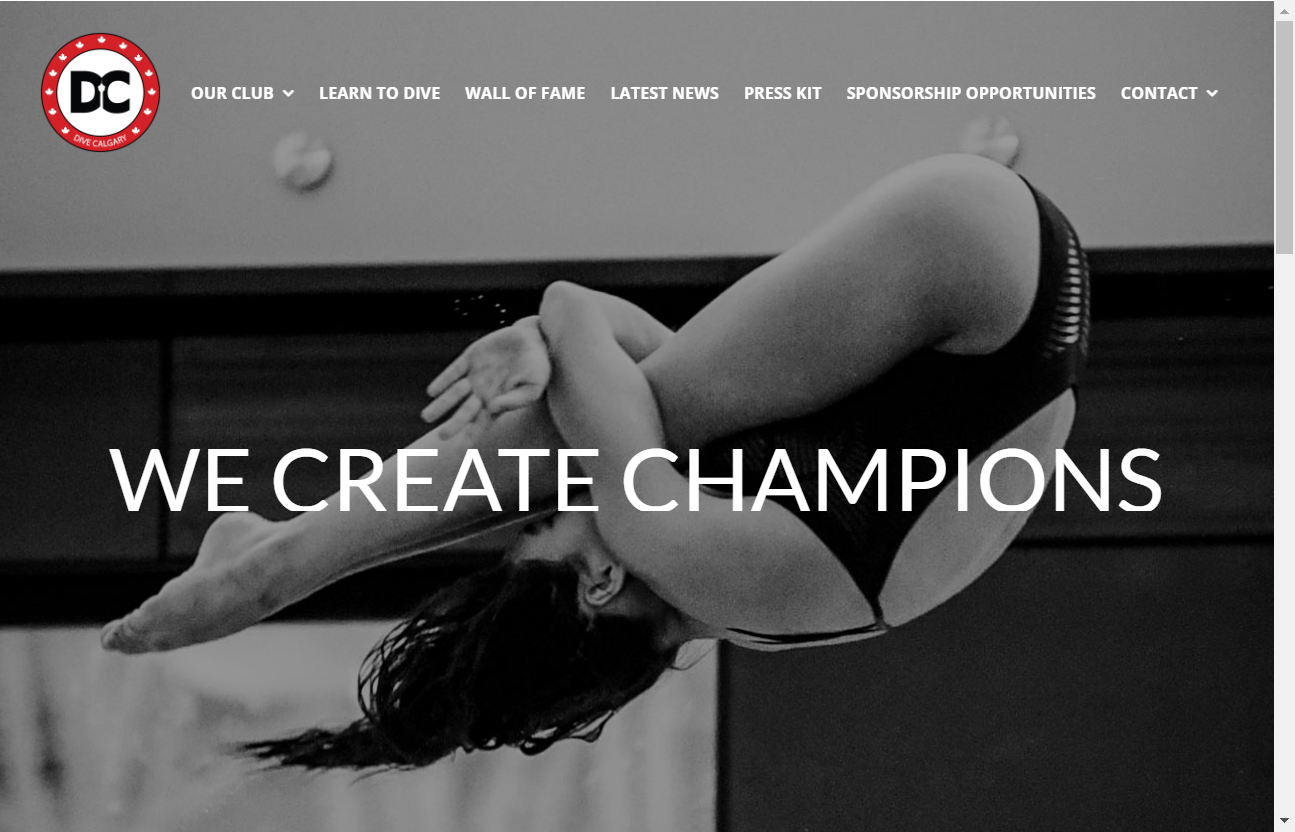 DC
DIVE CALGARY
OUR CLUB LEARN TO DIVE WALL OF FAME LATEST NEWS PRESS KIT SPONSORSHIP OPPORTUNITIES CONTACT
WE CREATE CHAMPIONS